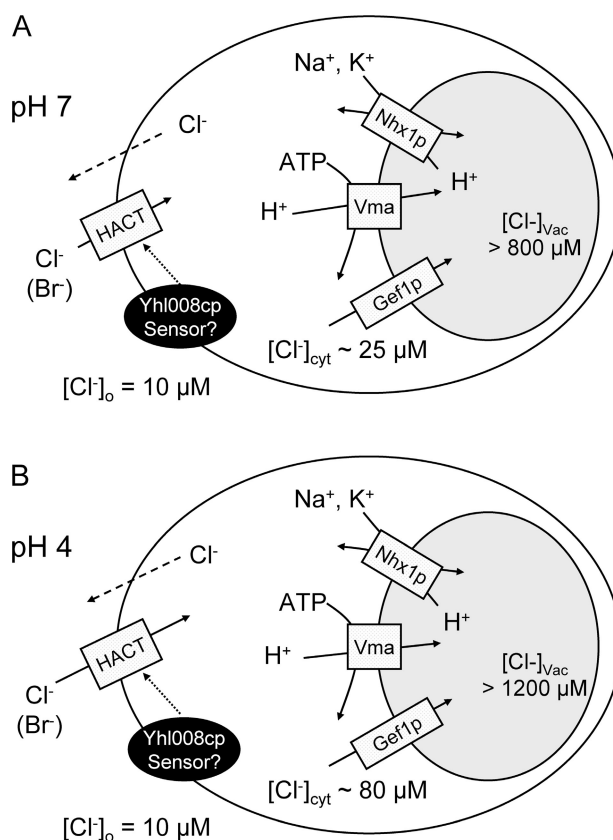 A
pH 7
Na⁺, K⁺
Nhx1p
Cl⁻
ATP
H⁺
H⁺
Vma
HACT
[Cl-]Vac
> 800 µM
Cl⁻
(Br⁻)
Gef1p
Yhl008cp
Sensor?
[Cl⁻]cyt ~ 25 µM
[Cl⁻]o = 10 µM
B
pH 4
Na⁺, K⁺
Nhx1p
Cl⁻
ATP
H⁺
H⁺
Vma
HACT
[Cl-]Vac
> 1200 µM
Cl⁻
(Br⁻)
Gef1p
Yhl008cp
Sensor?
[Cl⁻]cyt ~ 80 µM
[Cl⁻]o = 10 µM